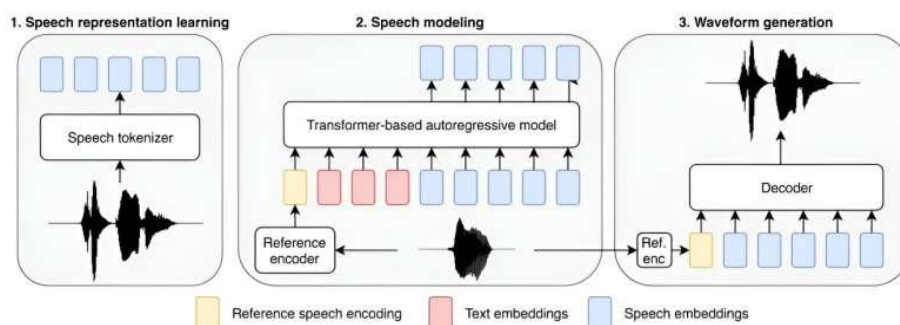 1. Speech representation learning
Speech tokenizer
2. Speech modeling
Transformer-based autoregressive model
Reference
encoder
3. Waveform generation
Decoder
Ref.
enc
Reference speech encoding
Text embeddings
Speech embeddings